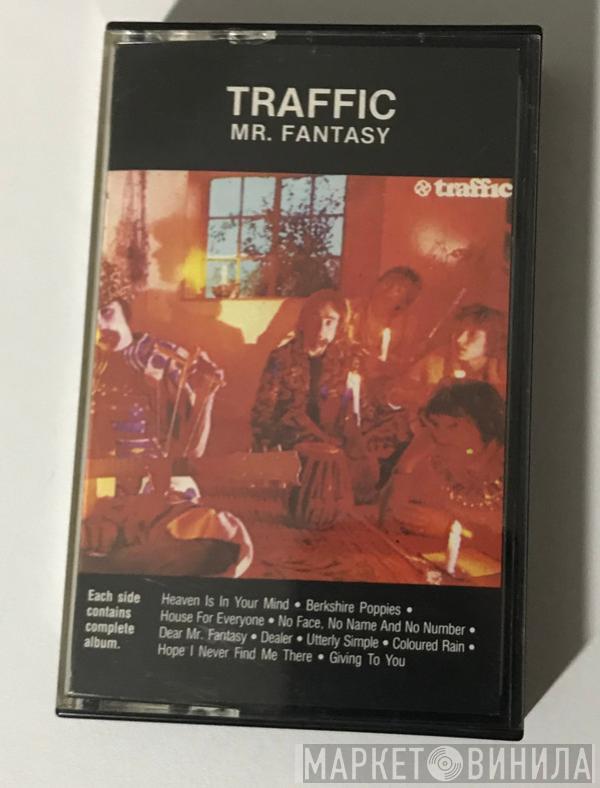 TRAFFIC
MR. FANTASY
traffic
Each side
contains
complete
album.
Heaven Is In Your Mind • Berkshire Poppies •
House For Everyone • No Face, No Name And No Number •
Dear Mr. Fantasy • Dealer • Utterly Simple • Coloured Rain •
Hope I Never Find Me There • Giving To You
МАРКЕТ ВИНИЛА